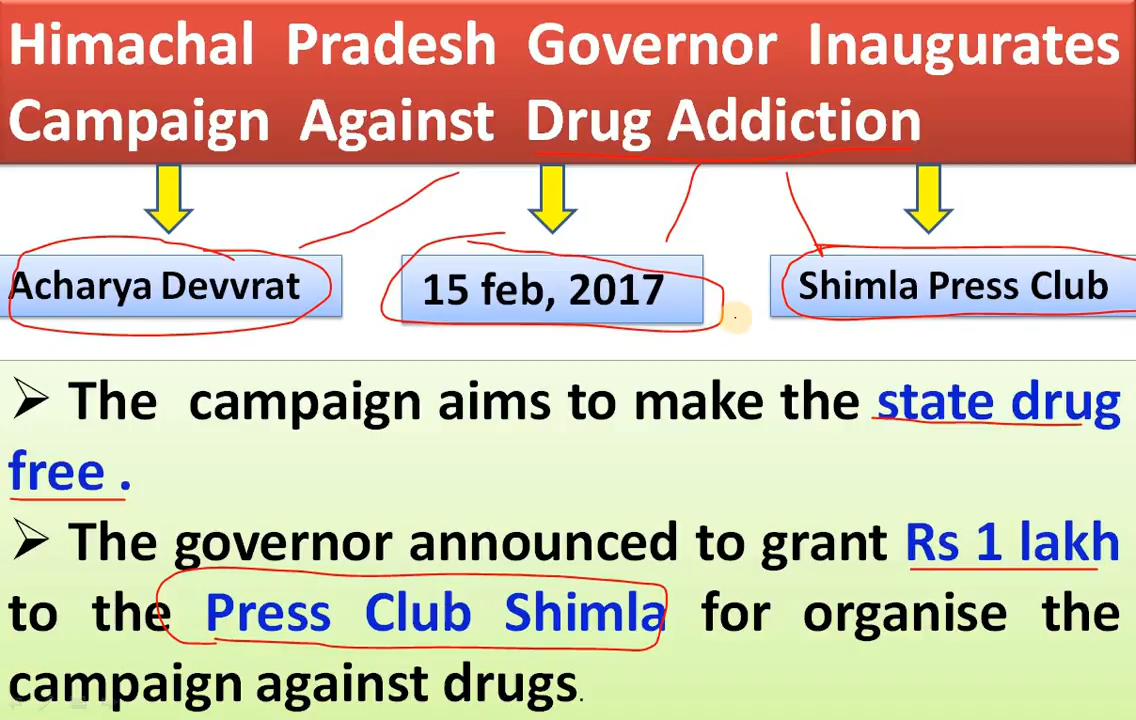 Himachal Pradesh Governor Inaugurates
Campaign Against Drug Addiction
Acharya Devvrat
15 feb, 2017
Shimla Press Club
➢ The campaign aims to make the state drug
free .
➢ The governor announced to grant Rs 1 lakh
to the Press Club Shimla for organise the
campaign against drugs.